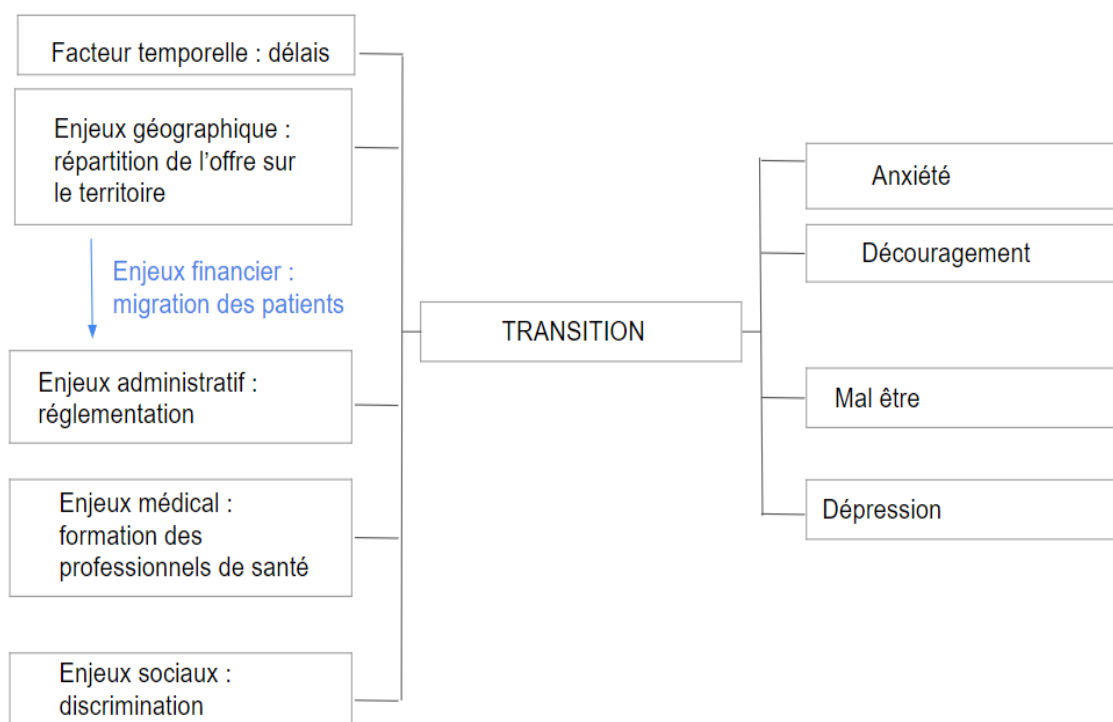 Facteur temporelle : délais
Enjeux géographique :
répartition de l'offre sur
le territoire
Enjeux financier :
migration des patients
Enjeux administratif :
réglementation
Enjeux médical :
formation des
professionnels de santé
Enjeux sociaux :
discrimination
TRANSITION
Anxiété
Découragement
Mal être
Dépression